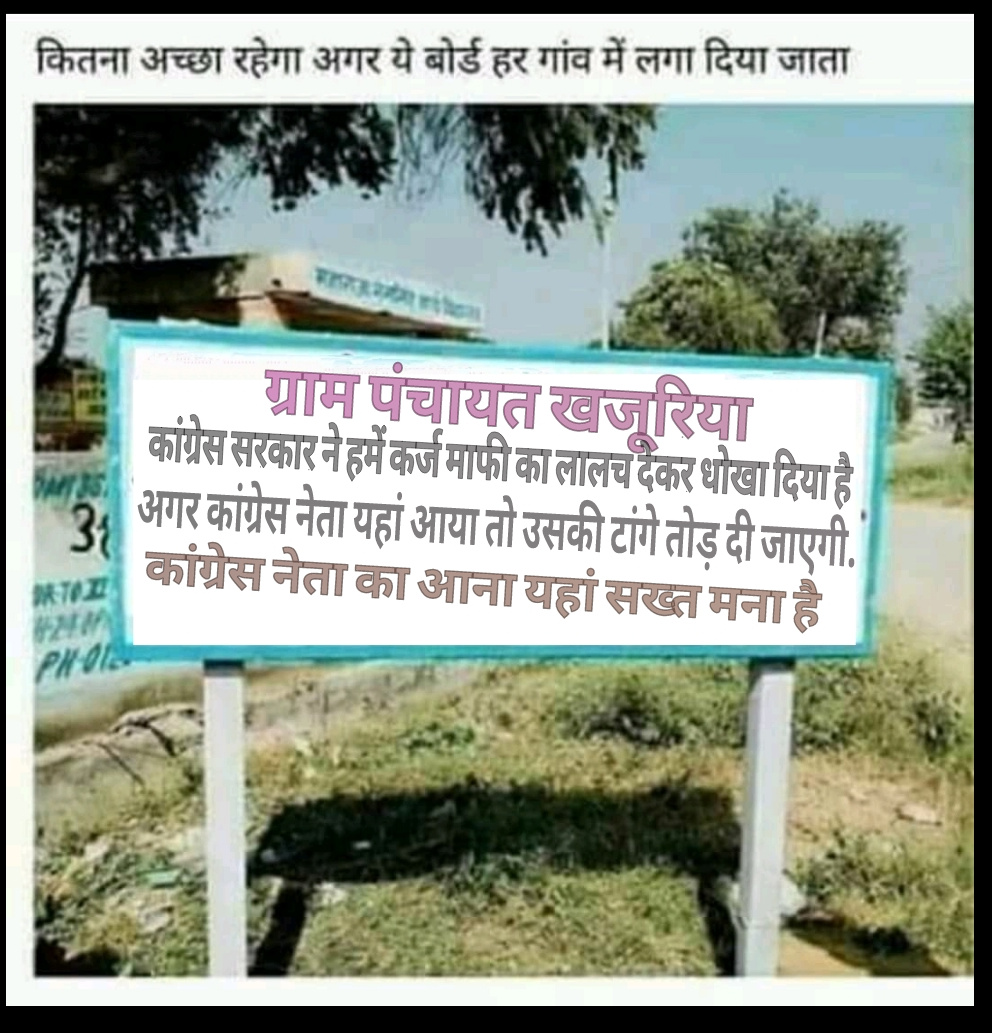 कितना अच्छा रहेगा अगर ये बोर्ड हर गांव में लगा दिया जाता
ग्राम पंचायत खजूरिया
कांग्रेस सरकार ने हमें कर्ज माफी का लालच देकर धोखा दिया है
अगर कांग्रेस नेता यहां आया तो उसकी टांगे तोड़ दी जाएगी.
कांग्रेस नेता का आना यहां सख्त मना है